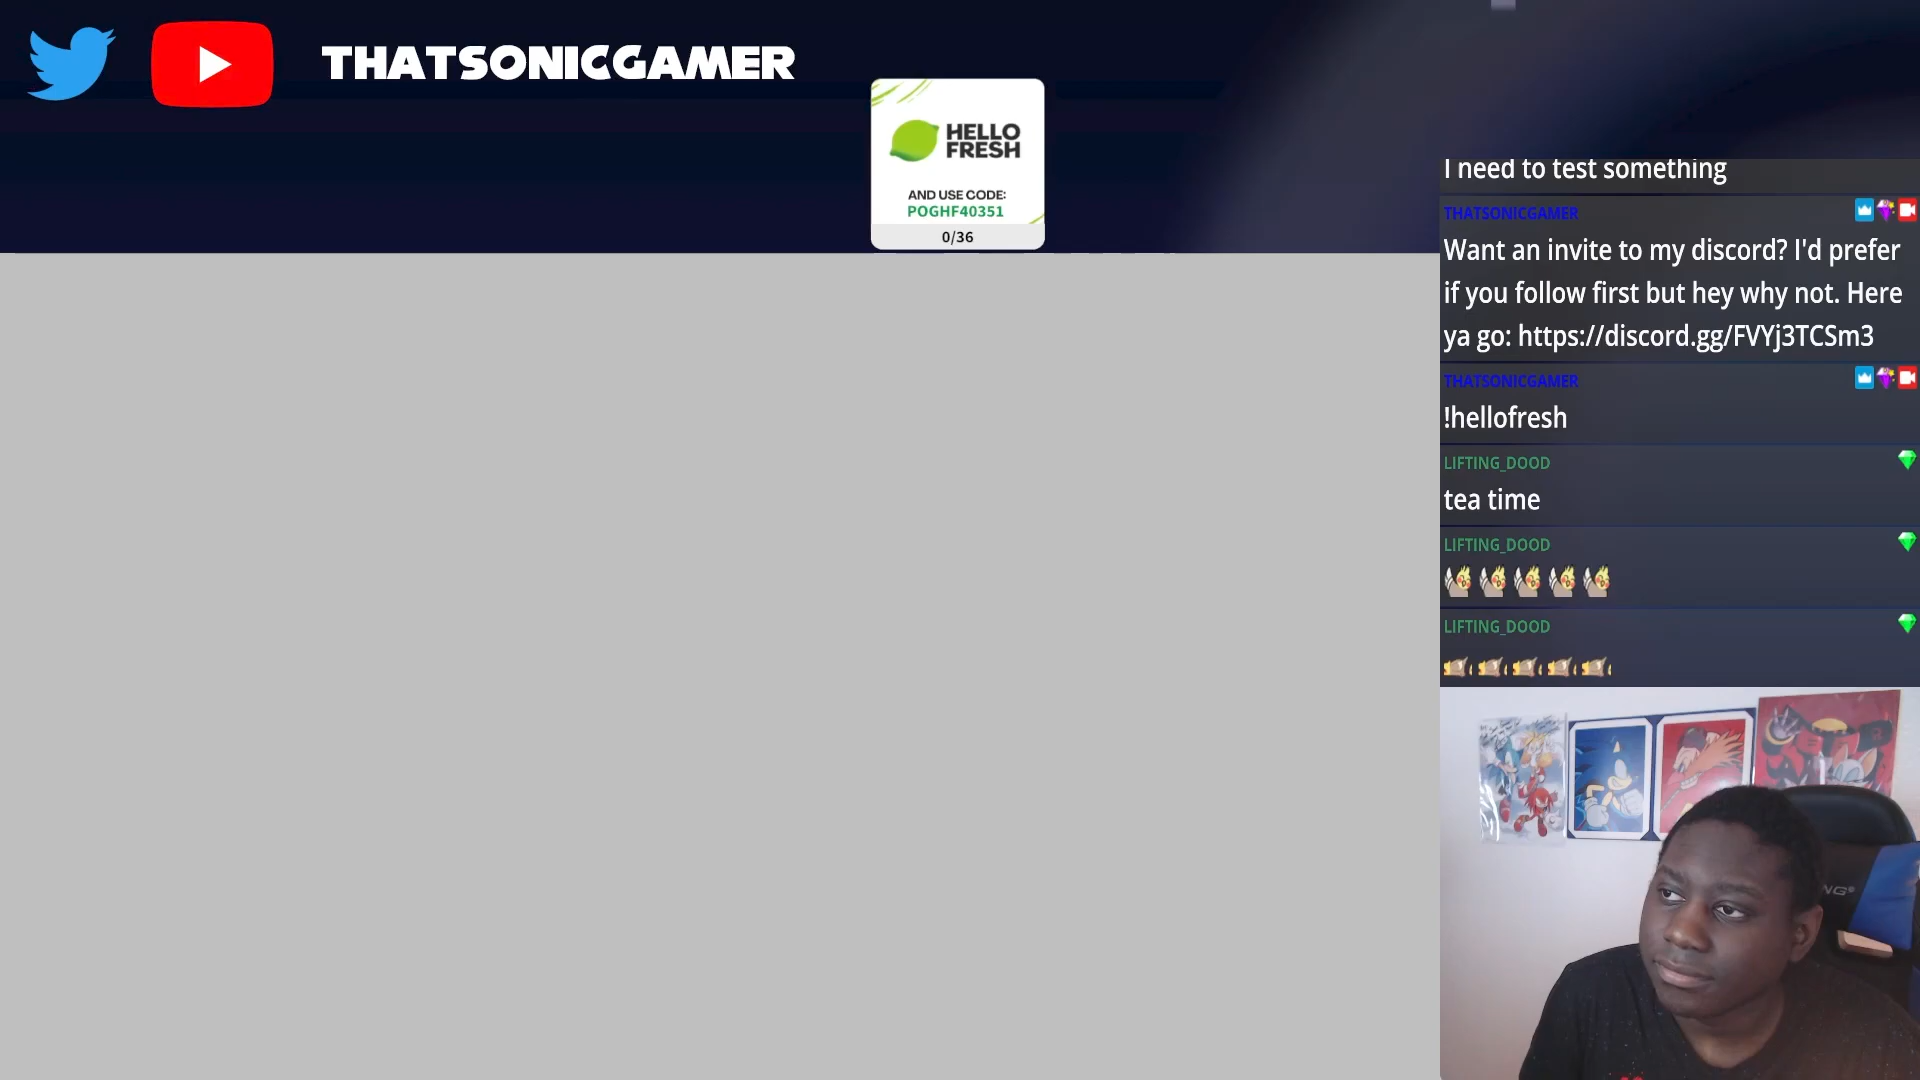 THATSONICGAMER
HELLO
FRESH
AND USE CODE:
POGHF40351
0/36
I need to test something
THATSONICGAMER
Want an invite to my discord? I'd prefer
if you follow first but hey why not. Here
ya go: https://discord.gg/FVYj3TCSm3
THATSONICGAMER
!hellofresh
LIFTING_DOOD
tea time
LIFTING_DOOD
LIFTING_DOOD